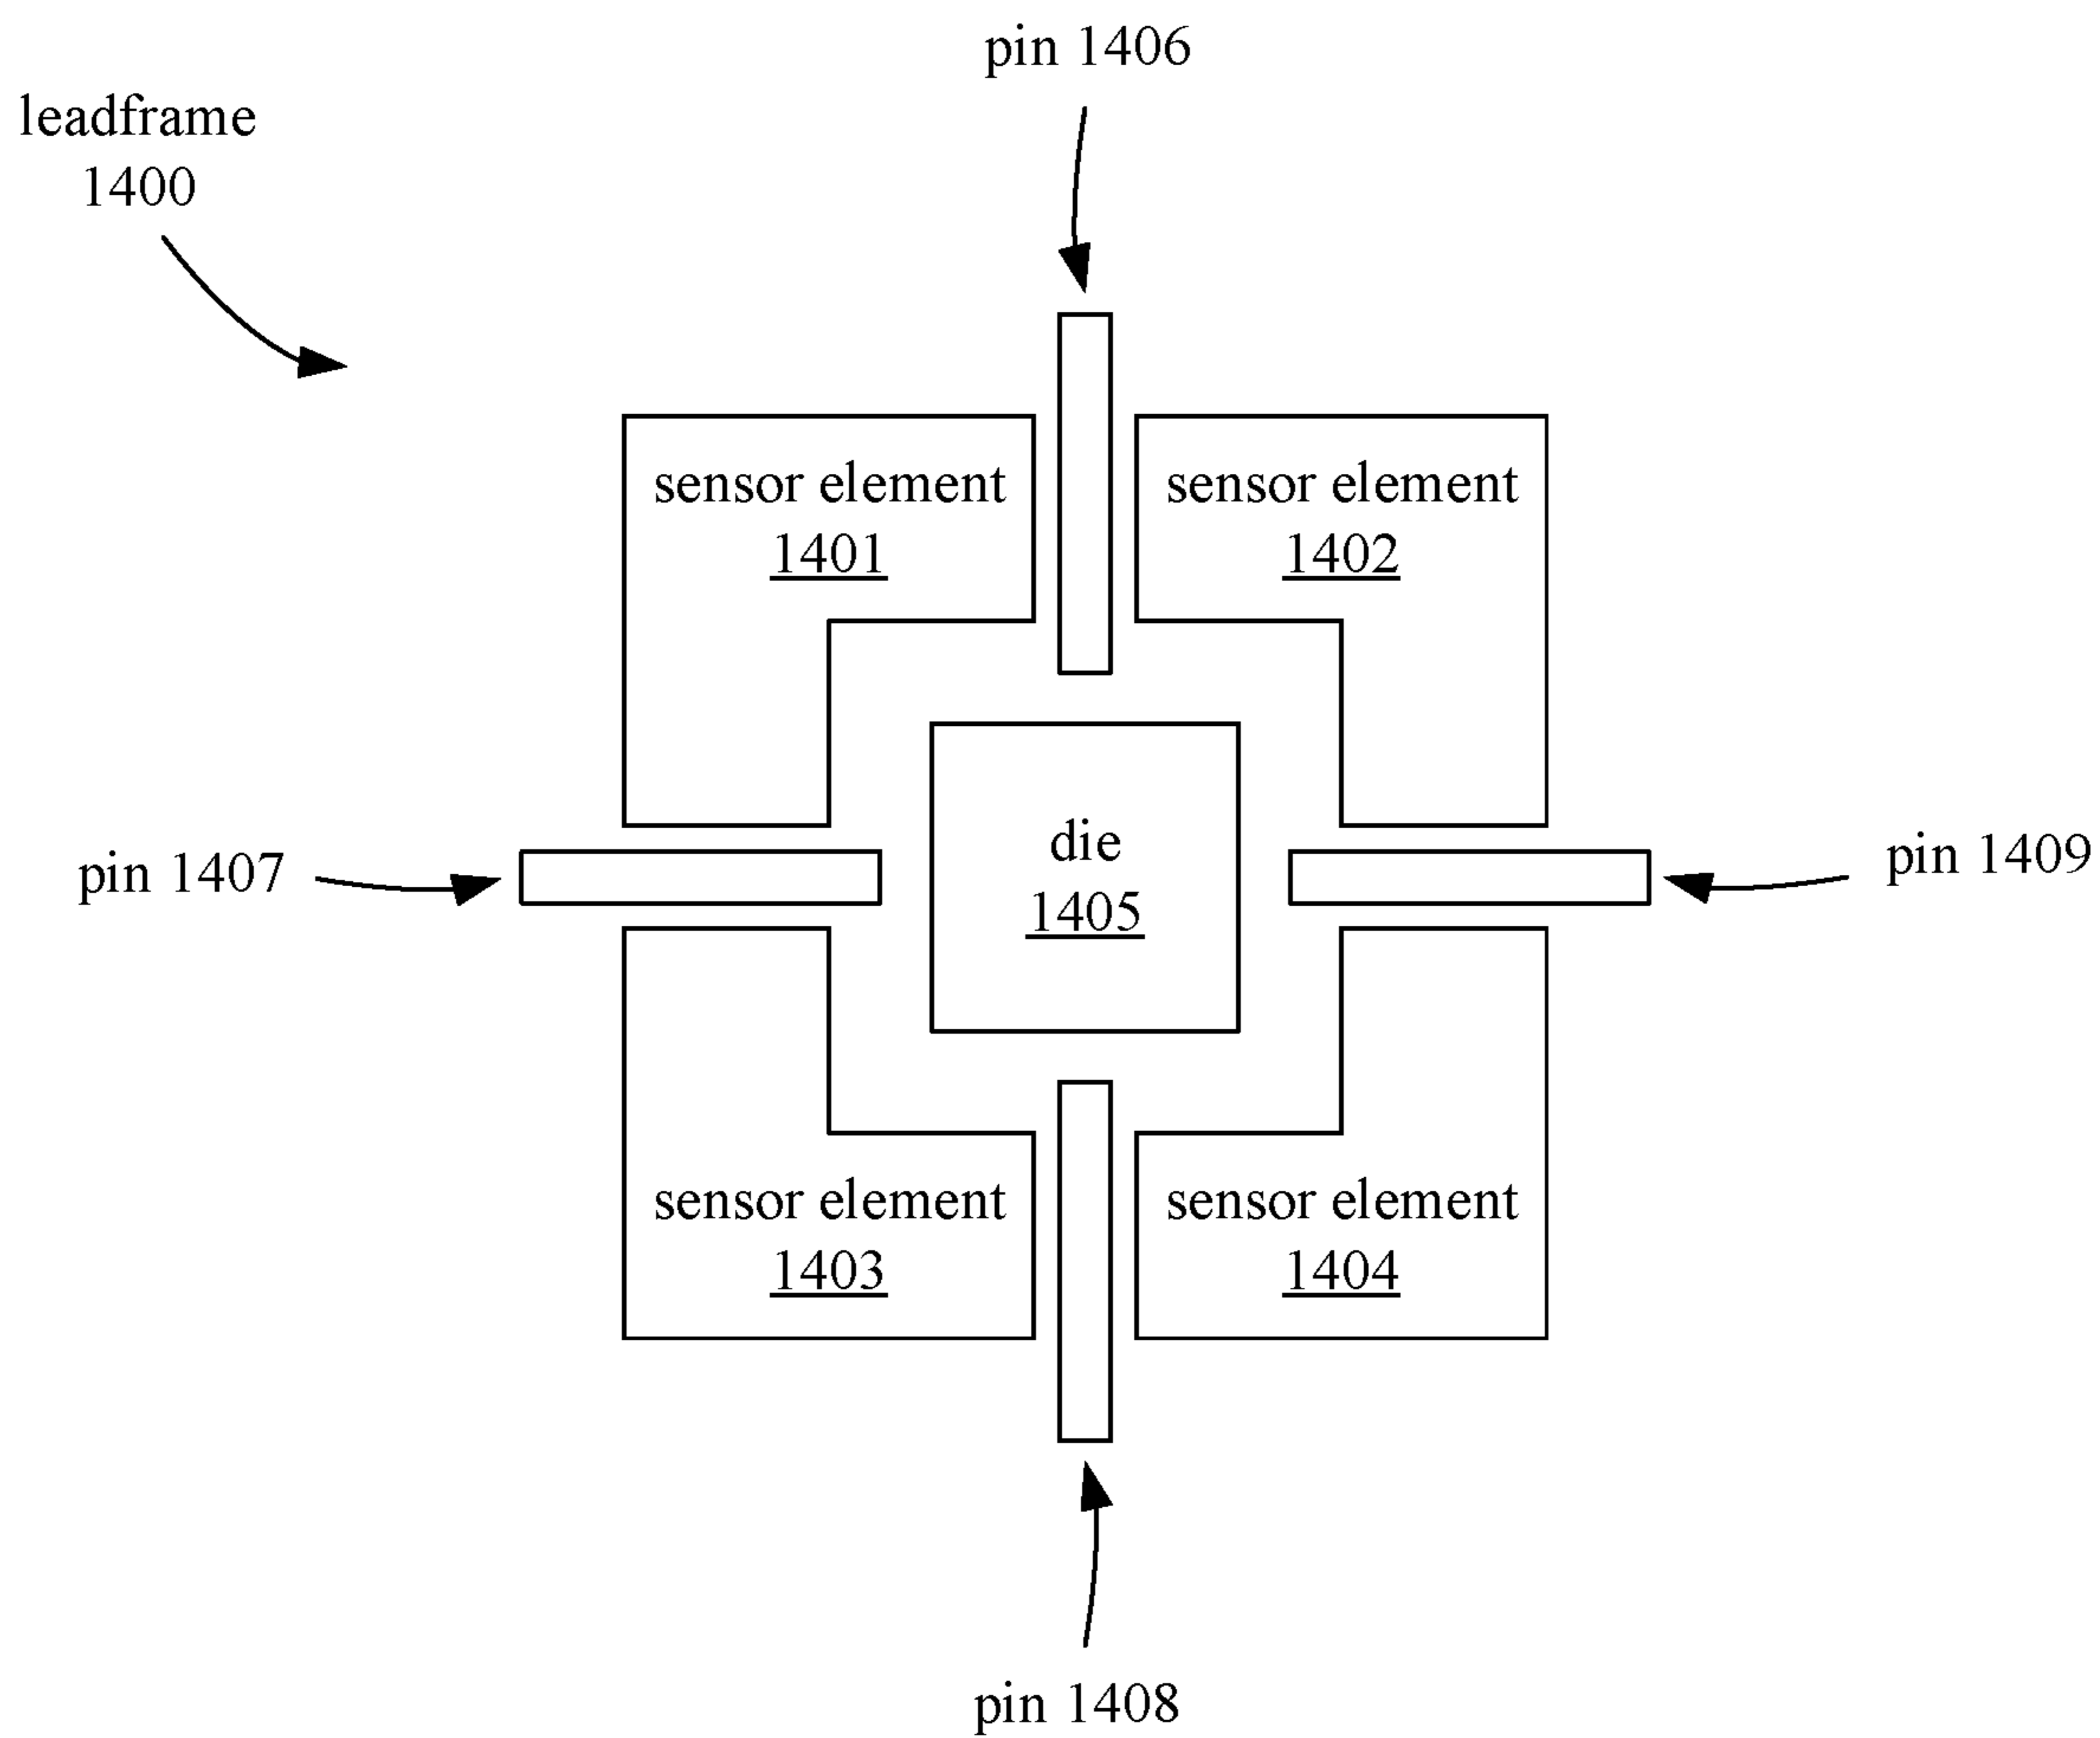 pin 1406
leadframe
1400
sensor element
1401
sensor element
1402
die
1405
pin 1407
pin 1409
sensor element
1403
sensor element
1404
pin 1408